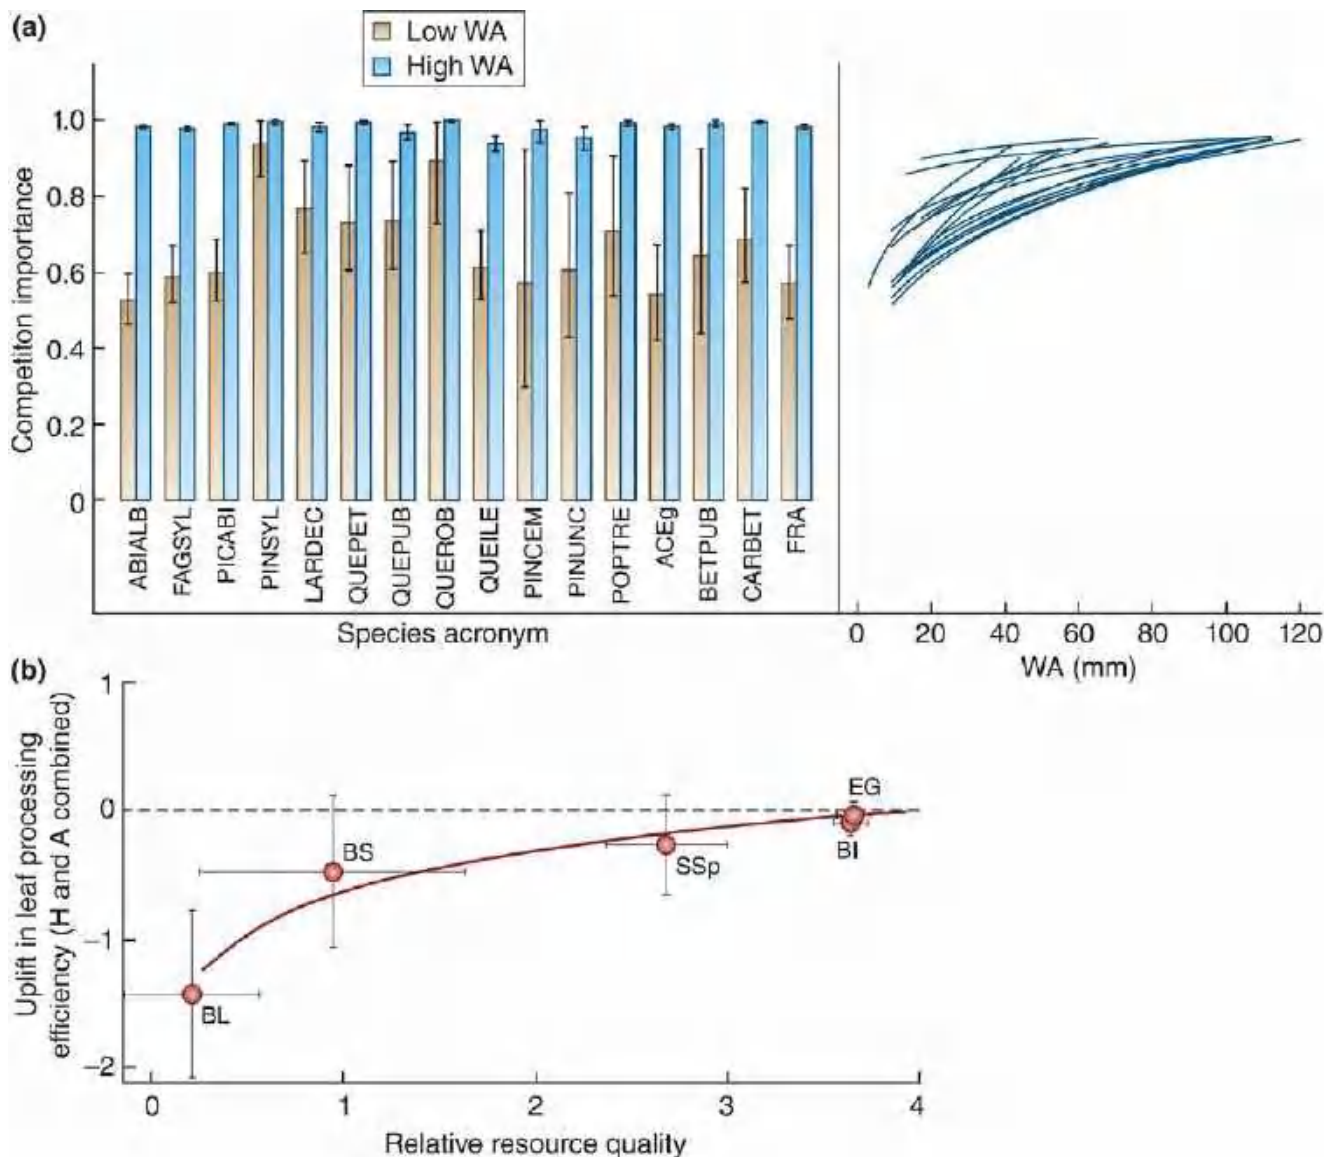 (a)
Low WA
High WA
Competiton importance
1.0
0.8
0.6
0.4
0.2
0
ABIALB
FAGSYL
PICABI
PINSYL
LARDEC
QUEPET
QUEPUB
QUEROB
QUEILE
PINCEM
PINUNC
POPTRE
ACEg
BETPUB
CARBET
FRA
Species acronym
0 20 40 60 80 100 120
WA (mm)
(b)
Uplift in leaf processing
efficiency (H and A combined)
1
0
−1
−2
EG
BS
SSp
BI
BL
0 1 2 3 4
Relative resource quality